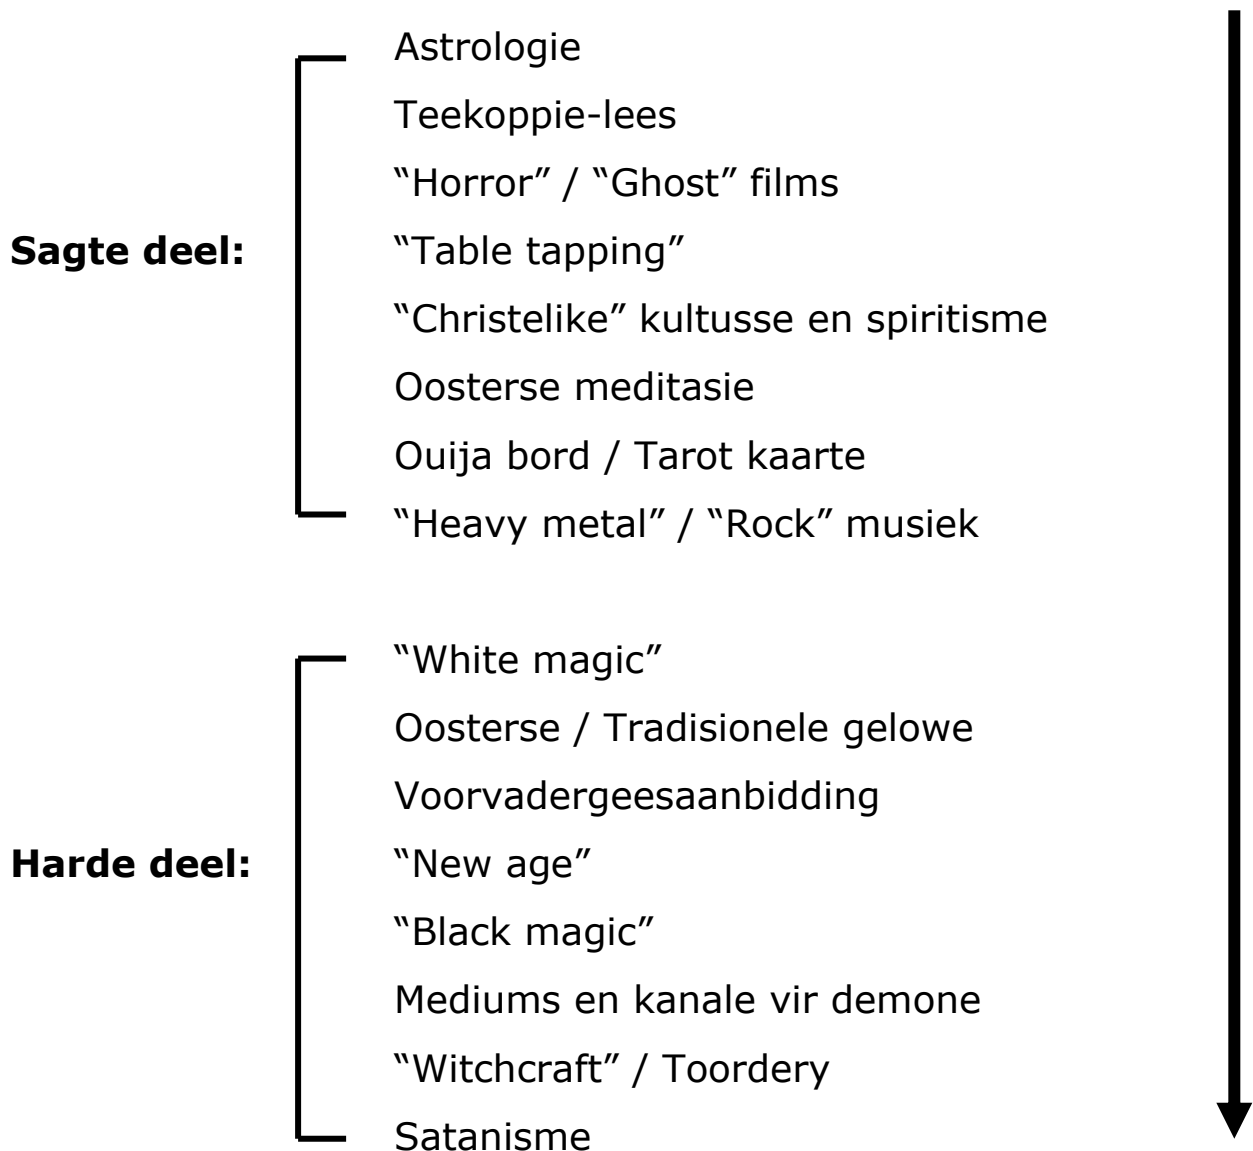 Astrologie
Teekoppie-lees
“Horror” / “Ghost” films
Sagte deel:
“Table tapping”
“Christelike” kultusse en spiritisme
Oosterse meditasie
Ouija bord / Tarot kaarte
“Heavy metal” / “Rock” musiek
“White magic”
Oosterse / Tradisionele gelowe
Voorvadergeesaanbidding
Harde deel:
“New age”
“Black magic”
Mediums en kanale vir demone
“Witchcraft” / Toordery
Satanisme